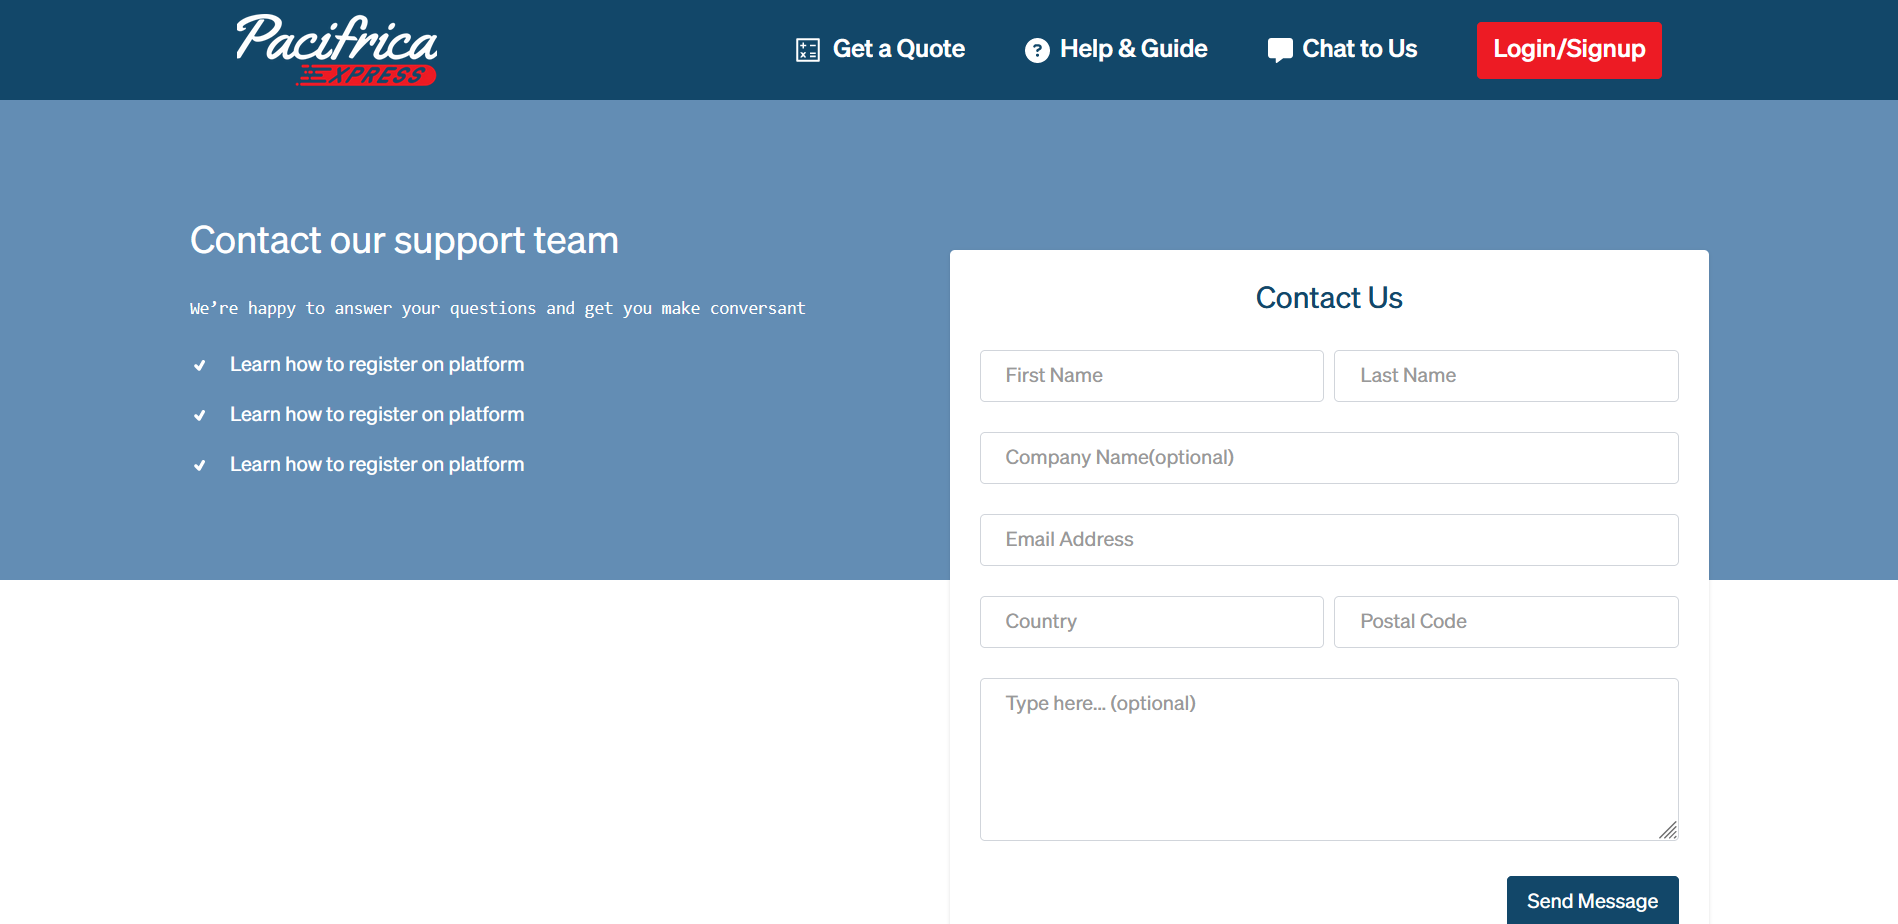 Pacifrica
XPRESS
Get a Quote
Help & Guide
Chat to Us
Login/Signup
Contact our support team
We’re happy to answer your questions and get you make conversant
Learn how to register on platform
Learn how to register on platform
Learn how to register on platform
Contact Us
First Name
Last Name
Company Name(optional)
Email Address
Country
Postal Code
Type here... (optional)
Send Message